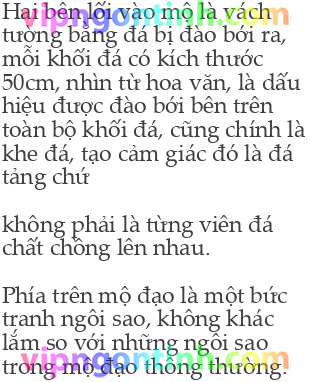 vipngontinh.com
Hai bên lối vào mộ là vách
tường bằng đá bị đào bới ra,
mỗi khối đá có kích thước
50cm, nhìn từ hoa văn, là dấu
hiệu được đào bới bên trên
toàn bộ khối đá, cũng chính là
khe đá, tạo cảm giác đó là đá
tảng chứ
không phải là từng viên đá
chất chồng lên nhau.
Phía trên mộ đạo là một bức
tranh ngôi sao, không khác
lắm so với những ngôi sao
trong mộ đạo thông thường.
vipngontinh.com